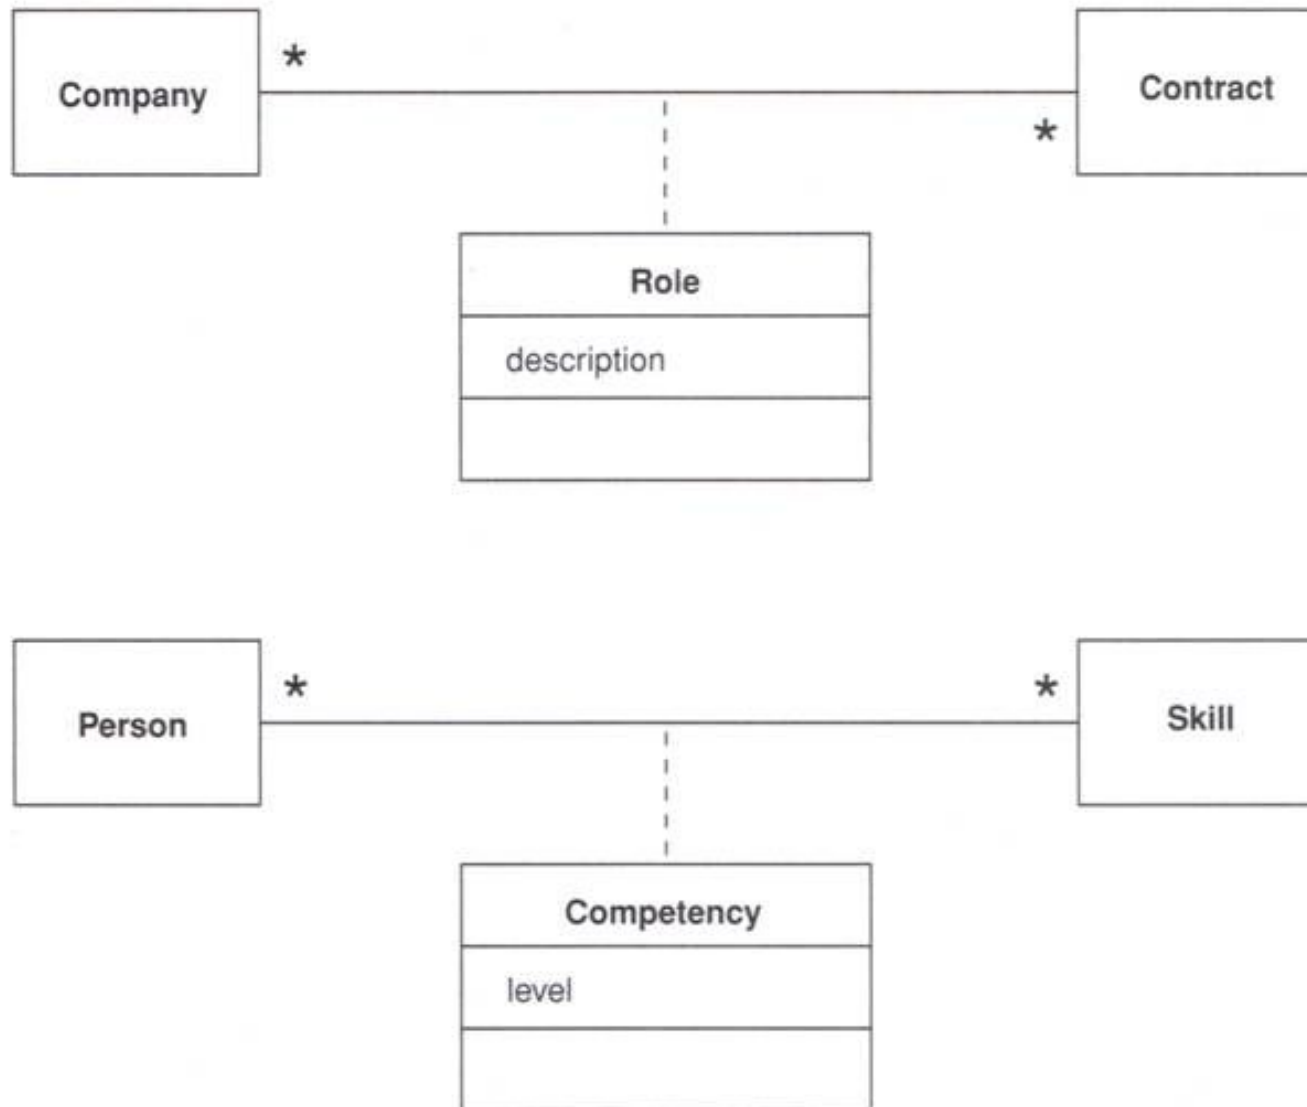 Company
*
*
Contract
Role
description
Person
*
*
Skill
Competency
level